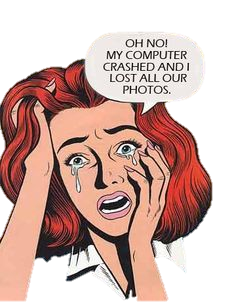 OH NO!
MY COMPUTER
CRASHED AND I
LOST ALL OUR
PHOTOS.